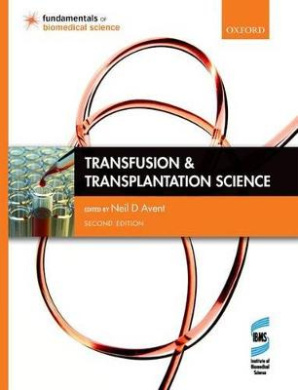 fundamentals OF
biomedical science
OXFORD
TRANSFUSION &
TRANSPLANTATION SCIENCE
EDITED BY Neil D Avent
SECOND EDITION
IBMS
Institute of
Biomedical
Science